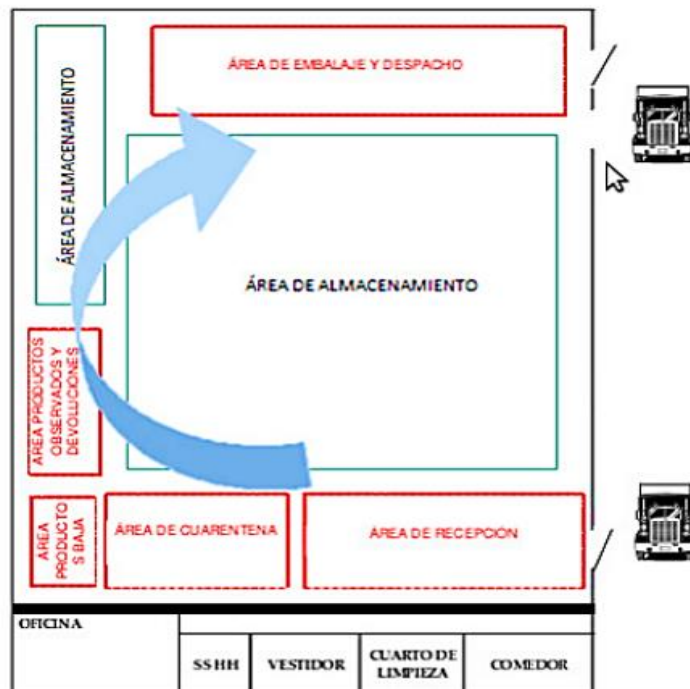 ÁREA DE EMBALAJE Y DESPACHO
ÁREA DE ALMACENAMIENTO
ÁREA DE ALMACENAMIENTO
AREA PRODUCTOS
OBSERVADOS Y
DEVOLUCIONES
ÁREA
PRODUCTO
S BAJA
ÁREA DE CUARENTENA
ÁREA DE RECEPCIÓN
OFICINA
SSHH
VESTIDOR
CUARTO DE
LIMPIEZA
COMEDOR